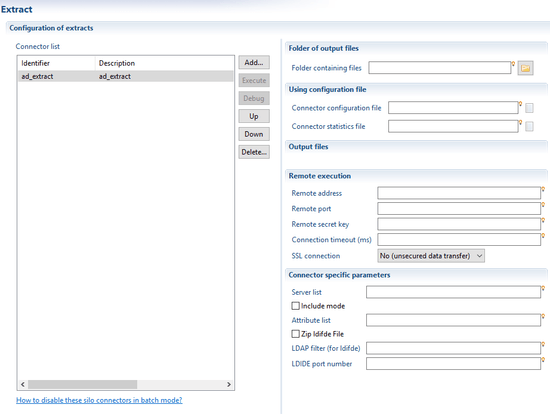 Extract
Configuration of extracts
Connector list
Identifier Description
ad_extract ad_extract
Add...
Execute
Debug
Up
Down
Delete...
How to disable these silo connectors in batch mode?
Folder of output files
Folder containing files
Using configuration file
Connector configuration file
Connector statistics file
Output files
Remote execution
Remote address
Remote port
Remote secret key
Connection timeout (ms)
SSL connection No (unsecured data transfer)
Connector specific parameters
Server list
Include mode
Attribute list
Zip ldifde File
LDAP filter (for ldifde)
LDIDE port number